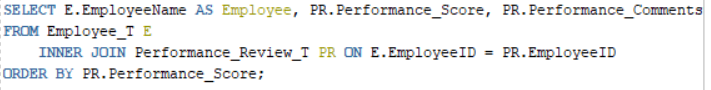 SELECT E.EmployeeName AS Employee, PR.Performance_Score, PR.Performance_Comments
FROM Employee_T E
INNER JOIN Performance_Review_T PR ON E.EmployeeID = PR.EmployeeID
ORDER BY PR.Performance_Score;